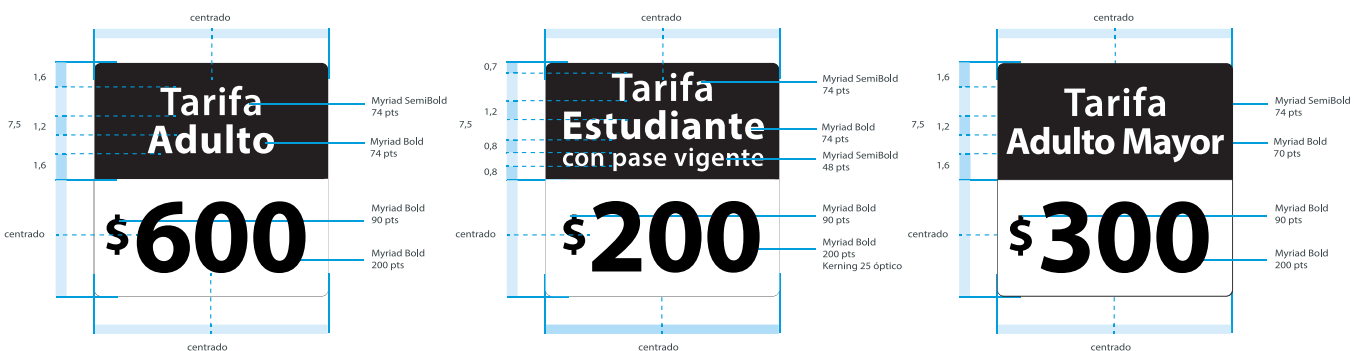 centrado
1,6
7,5
1,2
1,6
centrado
Tarifa
Adulto
$600
Myriad SemiBold
74 pts
Myriad Bold
74 pts
Myriad Bold
90 pts
Myriad Bold
200 pts
centrado
centrado
0,7
7,5
1,2
0,8
0,8
centrado
Tarifa
Estudiante
con pase vigente
$200
Myriad SemiBold
74 pts
Myriad Bold
74 pts
Myriad SemiBold
48 pts
Myriad Bold
90 pts
Myriad Bold
200 pts
Kerning 25 óptico
centrado
centrado
1,6
7,5
1,2
1,6
centrado
Tarifa
Adulto Mayor
$300
Myriad SemiBold
74 pts
Myriad Bold
70 pts
Myriad Bold
90 pts
Myriad Bold
200 pts
centrado